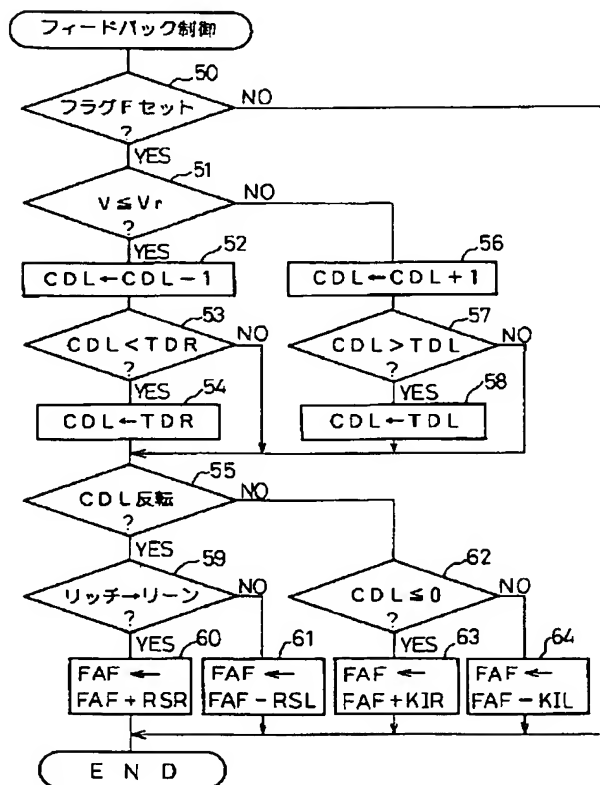 フィードバック制御
50
フラグFセット
?
NO
YES
51
V≦Vr
?
NO
YES
52
CDL←CDL−1
56
CDL←CDL+1
53
CDL<TDR
?
NO
YES
57
CDL>TDL
?
NO
YES
54
CDL←TDR
58
CDL←TDL
55
CDL反転
?
NO
YES
59
リッチ→リーン
?
NO
YES
62
CDL≦0
?
NO
YES
60
FAF←
FAF+RSR
61
FAF←
FAF−RSL
63
FAF←
FAF+KIR
64
FAF←
FAF−KIL
END